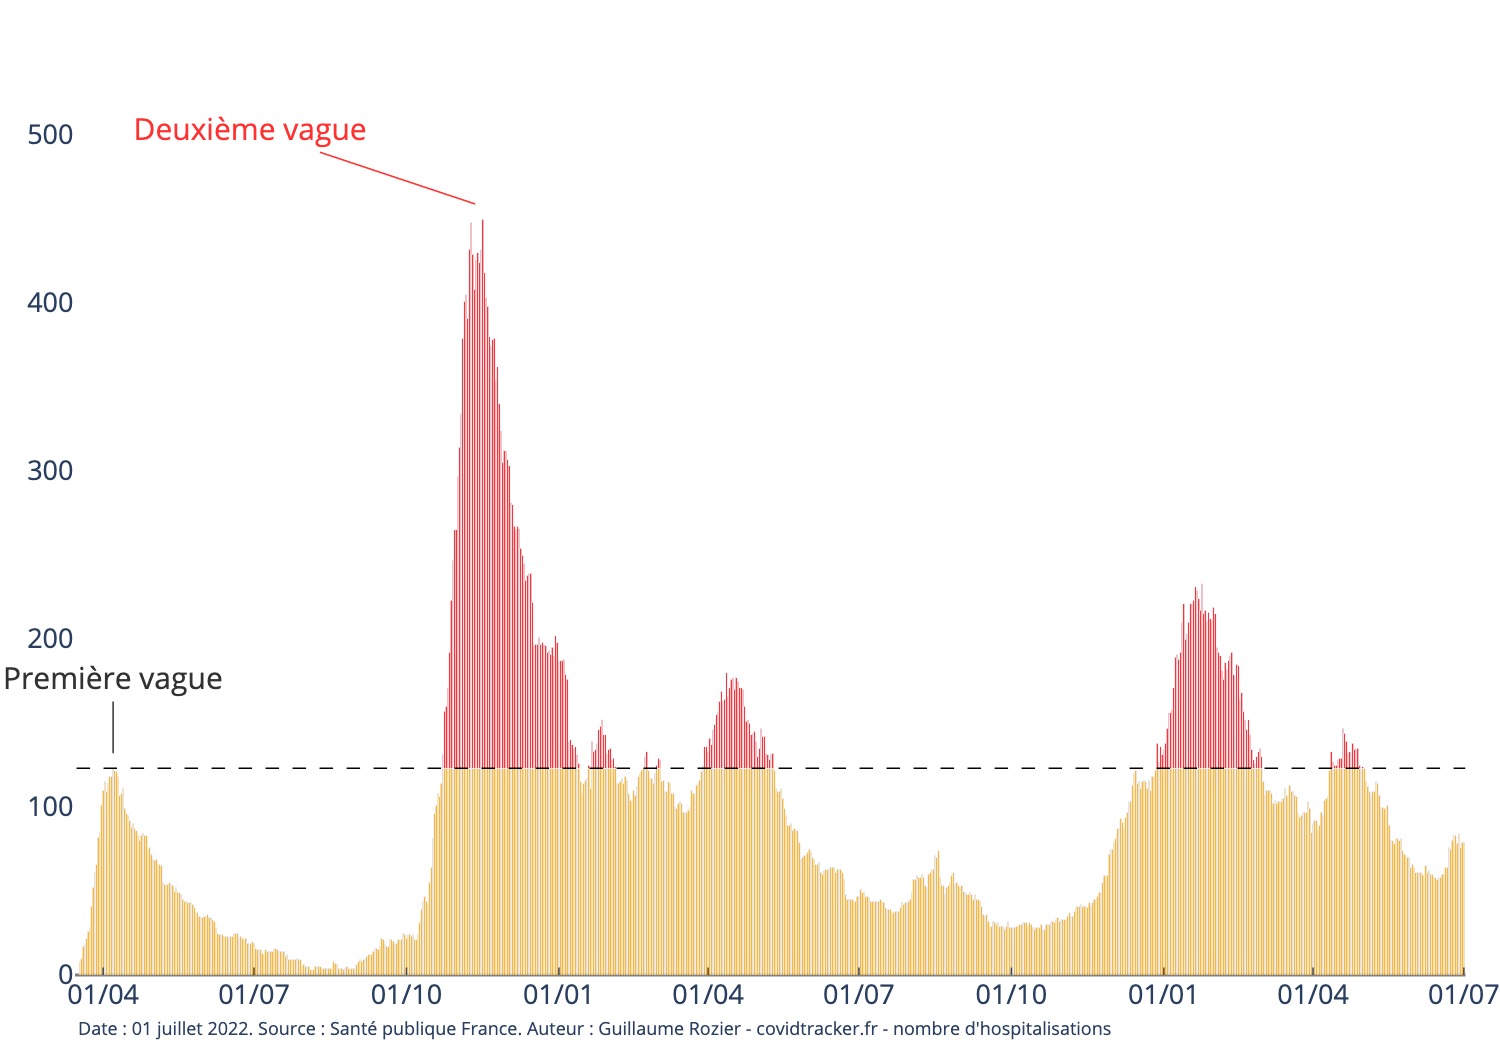 500
Deuxième vague
400
300
200
Première vague
100
0
01/04 01/07 01/10 01/01 01/04 01/07 01/10 01/01 01/04 01/07
Date : 01 juillet 2022. Source : Santé publique France. Auteur : Guillaume Rozier - covidtracker.fr - nombre d'hospitalisations